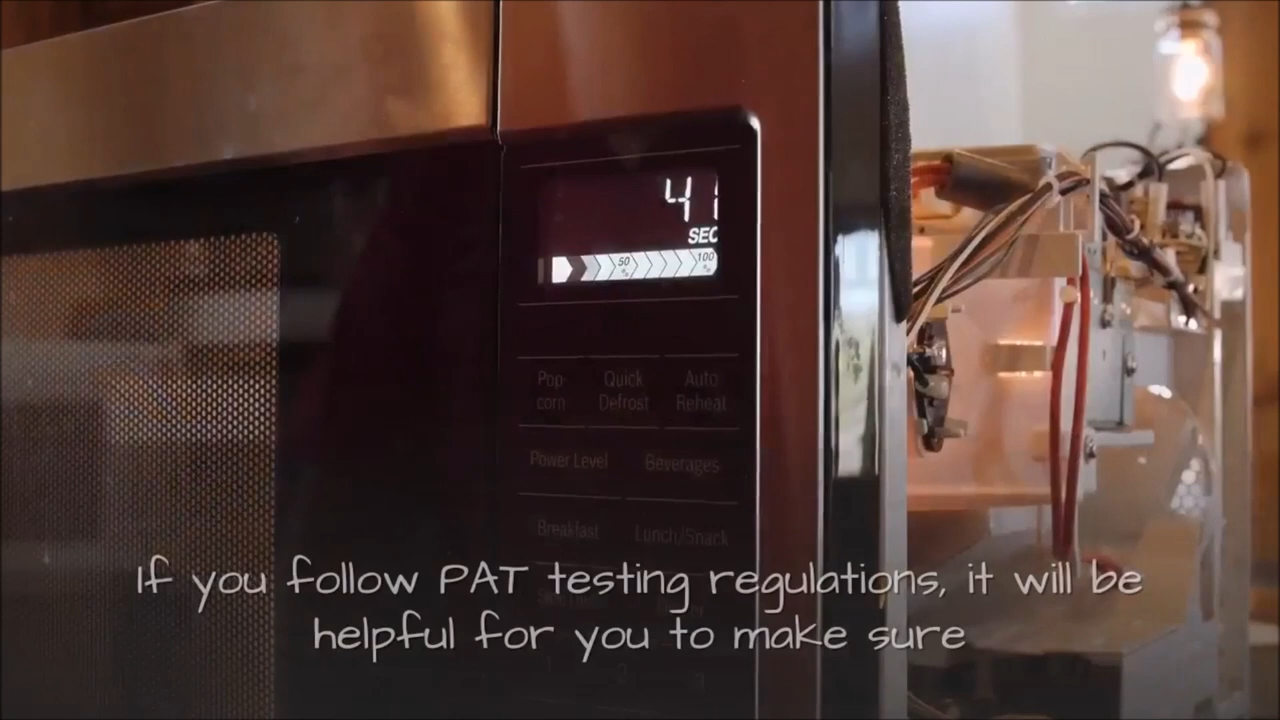 41
SEC
50
%
100
%
Pop-
corn
Quick
Defrost
Auto
Reheat
Power Level
Beverages
Breakfast
Lunch/Snack
If you follow PAT testing regulations, it will be
helpful for you to make sure
3